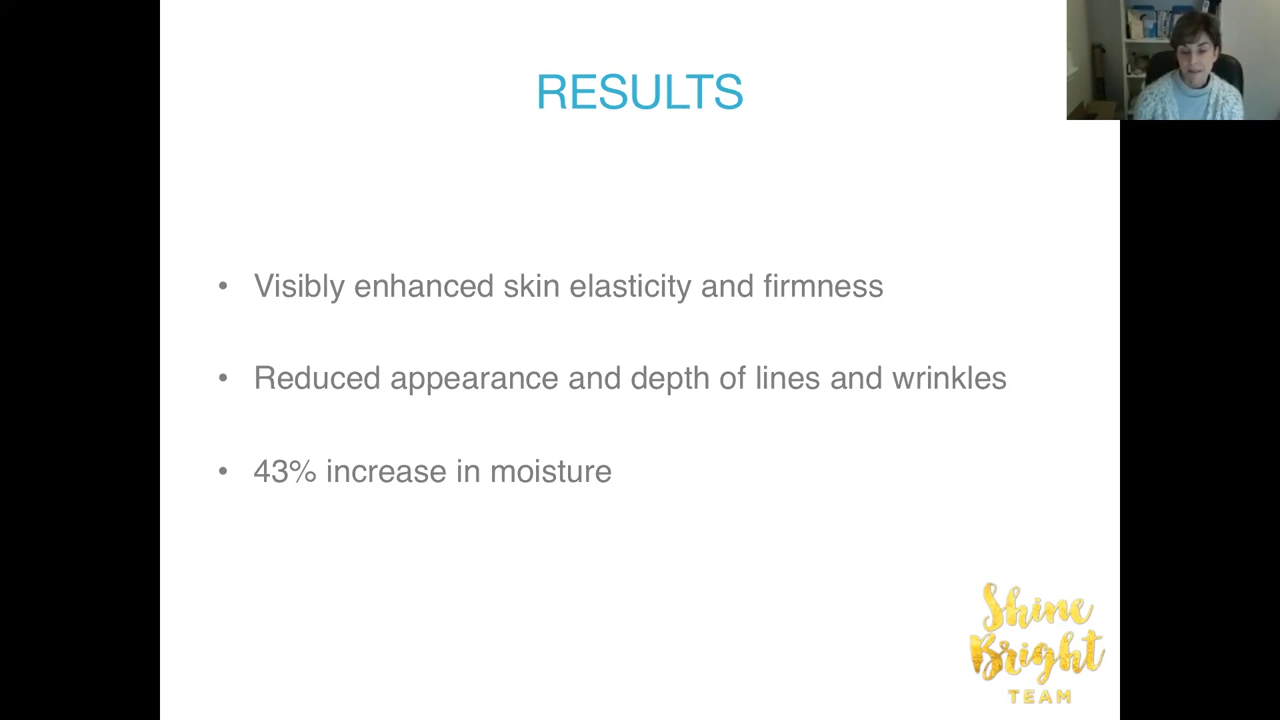 RESULTS
• Visibly enhanced skin elasticity and firmness
• Reduced appearance and depth of lines and wrinkles
• 43% increase in moisture
Shine
Bright
TEAM